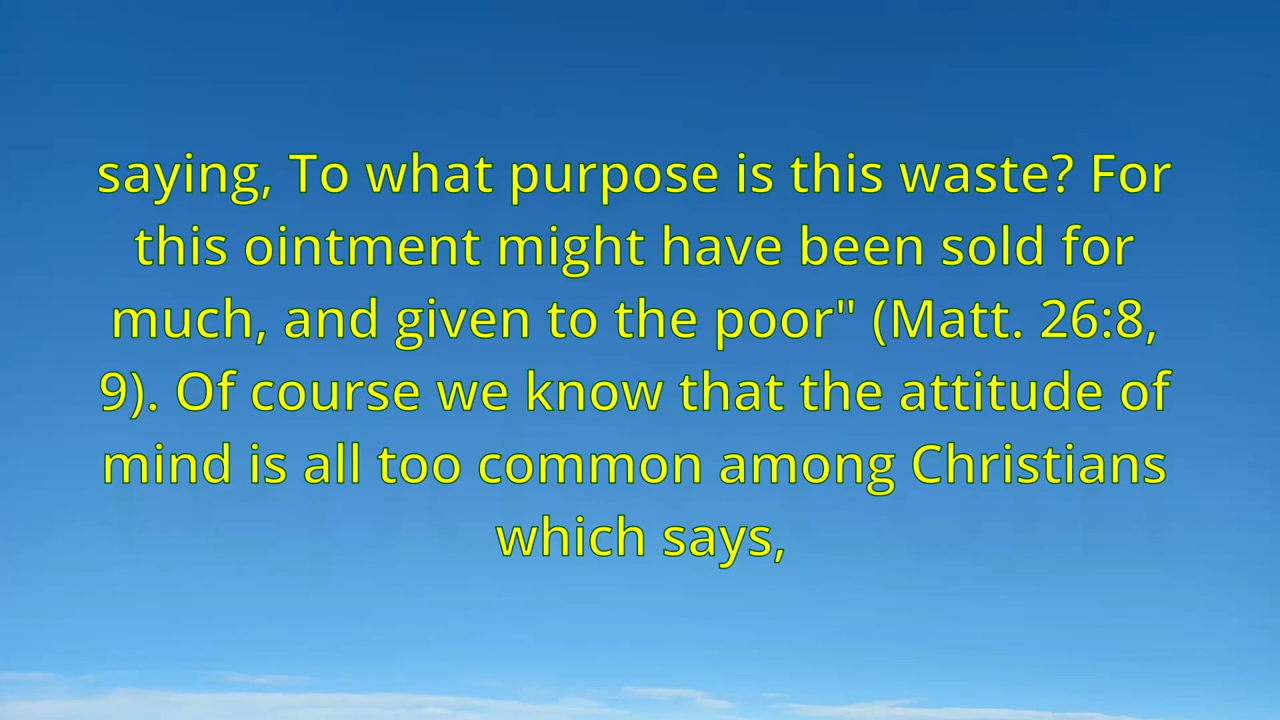 saying, To what purpose is this waste? For
this ointment might have been sold for
much, and given to the poor" (Matt. 26:8,
9). Of course we know that the attitude of
mind is all too common among Christians
which says,